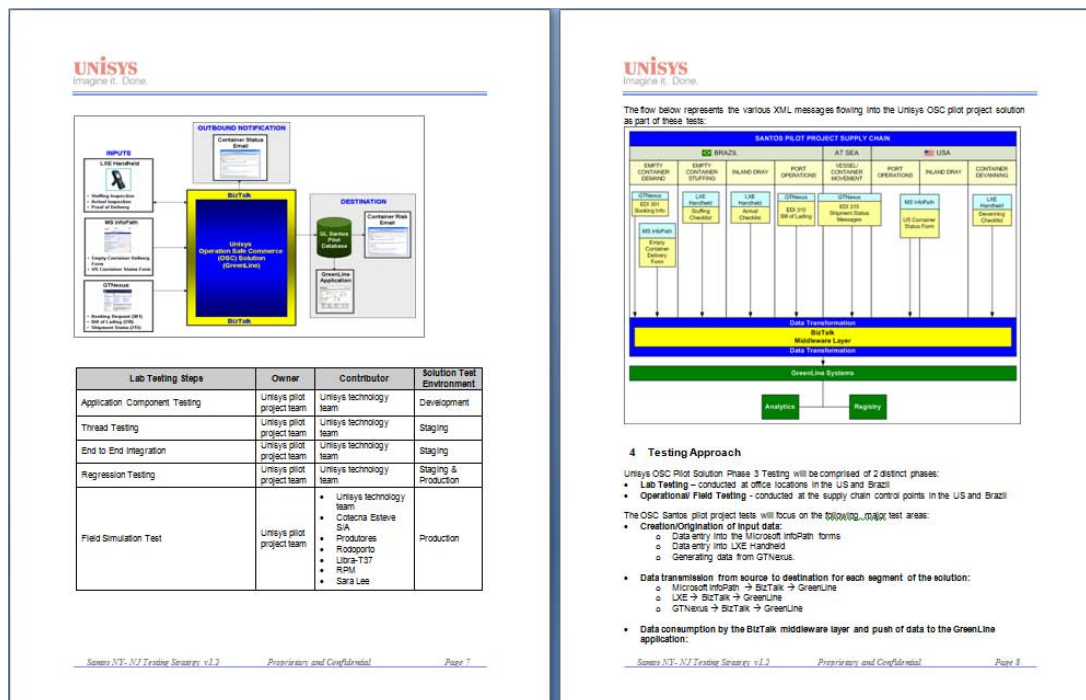 UNiSYS
Imagine it. Done.
OUTBOUND NOTIFICATION
Container Status
Email
INPUTS
LXE Handheld
• Stuffing Inspection
• Arrival Inspection
• Proof of Delivery
MS InfoPath
• Empty Container Delivery
Form
• US Container Status Form
GTNexus
• Booking Request (301)
• Bill of Lading (310)
• Shipment Status (315)
BizTalk
Unisys
Operation Safe Commerce
(OSC) Solution
(GreenLine)
BizTalk
DESTINATION
GL Santos
Pilot
Database
Container Risk
Email
GreenLine
Application
Lab Testing Steps Owner Contributor Solution Test Environment
Application Component Testing Unisys pilot project team Unisys technology team Development
Thread Testing Unisys pilot project team Unisys technology team Staging
End to End Integration Unisys pilot project team Unisys technology team Staging
Regression Testing Unisys pilot project team Unisys technology team Staging & Production
Field Simulation Test Unisys pilot project team
• Unisys technology team
• Cotecna Esteve S/A
• Produtores
• Rodoporto
• Libra-T37
• RPM
• Sara Lee
Production
Santos NY- NJ Testing Strategy v1.2 Proprietary and Confidential Page 7
UNiSYS
Imagine it. Done.
The flow below represents the various XML messages flowing into the Unisys OSC pilot project solution
as part of these tests:
SANTOS PILOT PROJECT SUPPLY CHAIN
BRAZIL AT SEA USA
EMPTY CONTAINER DEMAND
EMPTY CONTAINER STUFFING
INLAND DRAY
PORT OPERATIONS
VESSEL/ CONTAINER MOVEMENT
PORT OPERATIONS
INLAND DRAY
CONTAINER DEVANNING
GTNexus
EDI 301
Booking Info
MS InfoPath
Empty
Container
Delivery
Form
LXE
Handheld
Stuffing
Checklist
LXE
Handheld
Arrival
Checklist
GTNexus
EDI 310
Bill of Lading
GTNexus
EDI 315
Shipment Status
Messages
MS InfoPath
US Container
Status Form
LXE
Handheld
Devanning
Checklist
Data Transformation
BizTalk
Middleware Layer
Data Transformation
GreenLine Systems
Analytics
Registry
4 Testing Approach
Unisys OSC Pilot Solution Phase 3 Testing will be comprised of 2 distinct phases:
• Lab Testing – conducted at office locations in the US and Brazil
• Operational/ Field Testing - conducted at the supply chain control points in the US and Brazil
The OSC Santos pilot project tests will focus on the following, major test areas:
• Creation/Origination of input data:
o Data entry into the Microsoft InfoPath forms
o Data entry into LXE Handheld
o Generating data from GTNexus.
• Data transmission from source to destination for each segment of the solution:
o Microsoft InfoPath → BizTalk → GreenLine
o LXE → BizTalk → GreenLine
o GTNexus → BizTalk → GreenLine
• Data consumption by the BizTalk middleware layer and push of data to the GreenLine
application:
Santos NY- NJ Testing Strategy v1.2 Proprietary and Confidential Page 8